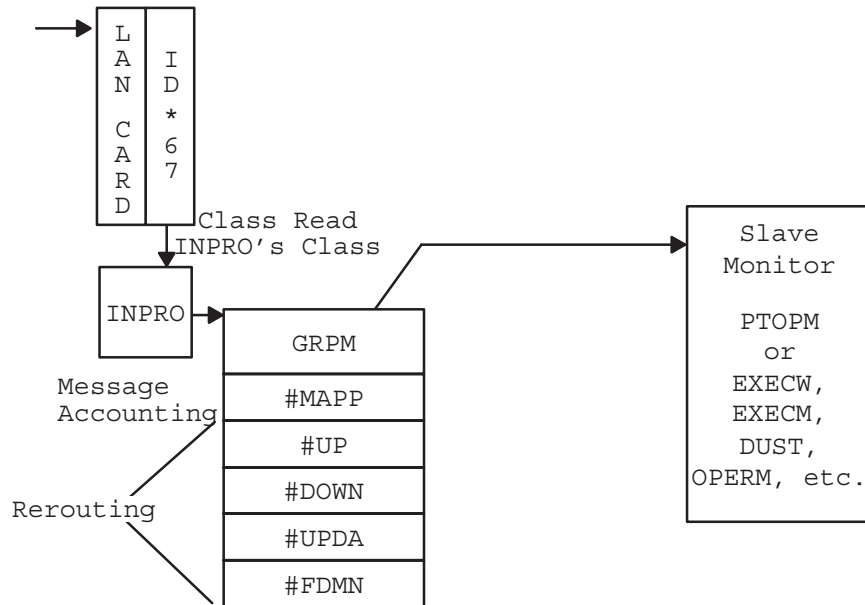 LAN CARD
ID*67
Class Read
INPRO's Class
INPRO
GRPM
Message
Accounting
#MAPP
#UP
Rerouting
#DOWN
#UPDA
#FDMN
Slave
Monitor
PTOPM
or
EXECW,
EXECM,
DUST,
OPERM, etc.